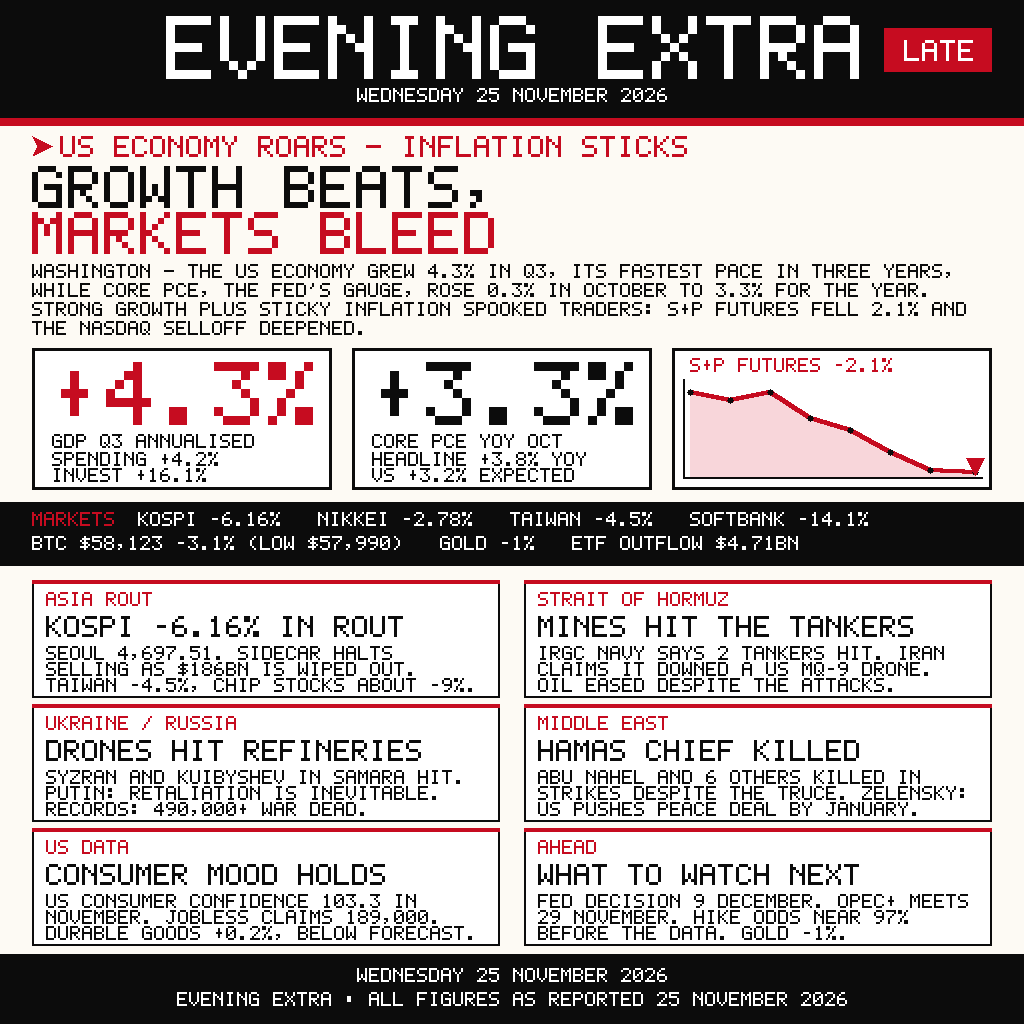 EVENING EXTRA
LATE
WEDNESDAY 25 NOVEMBER 2026
➤US ECONOMY ROARS – INFLATION STICKS
GROWTH BEATS,
MARKETS BLEED
WASHINGTON – THE US ECONOMY GREW 4.3% IN Q3, ITS FASTEST PACE IN THREE YEARS,
WHILE CORE PCE, THE FED'S GAUGE, ROSE 0.3% IN OCTOBER TO 3.3% FOR THE YEAR.
STRONG GROWTH PLUS STICKY INFLATION SPOOKED TRADERS: S+P FUTURES FELL 2.1% AND
THE NASDAQ SELLOFF DEEPENED.
+4.3%
GDP Q3 ANNUALISED
SPENDING +4.2%
INVEST +16.1%
+3.3%
CORE PCE YOY OCT
HEADLINE +3.8% YOY
VS +3.2% EXPECTED
S+P FUTURES -2.1%
MARKETS KOSPI -6.16% NIKKEI -2.78% TAIWAN -4.5% SOFTBANK -14.1%
BTC $58,123 -3.1% (LOW $57,990) GOLD -1% ETF OUTFLOW $4.71BN
ASIA ROUT
KOSPI -6.16% IN ROUT
SEOUL 4,697.51. SIDECAR HALTS
SELLING AS $186BN IS WIPED OUT.
TAIWAN -4.5%, CHIP STOCKS ABOUT -9%.
STRAIT OF HORMUZ
MINES HIT THE TANKERS
IRGC NAVY SAYS 2 TANKERS HIT. IRAN
CLAIMS IT DOWNED A US MQ-9 DRONE.
OIL EASED DESPITE THE ATTACKS.
UKRAINE / RUSSIA
DRONES HIT REFINERIES
SYZRAN AND KUIBYSHEV IN SAMARA HIT.
PUTIN: RETALIATION IS INEVITABLE.
RECORDS: 490,000+ WAR DEAD.
MIDDLE EAST
HAMAS CHIEF KILLED
ABU NAHEL AND 6 OTHERS KILLED IN
STRIKES DESPITE THE TRUCE. ZELENSKY:
US PUSHES PEACE DEAL BY JANUARY.
US DATA
CONSUMER MOOD HOLDS
US CONSUMER CONFIDENCE 103.3 IN
NOVEMBER. JOBLESS CLAIMS 189,000.
DURABLE GOODS +0.2%, BELOW FORECAST.
AHEAD
WHAT TO WATCH NEXT
FED DECISION 9 DECEMBER. OPEC+ MEETS
29 NOVEMBER. HIKE ODDS NEAR 97%
BEFORE THE DATA. GOLD -1%.
WEDNESDAY 25 NOVEMBER 2026
EVENING EXTRA • ALL FIGURES AS REPORTED 25 NOVEMBER 2026